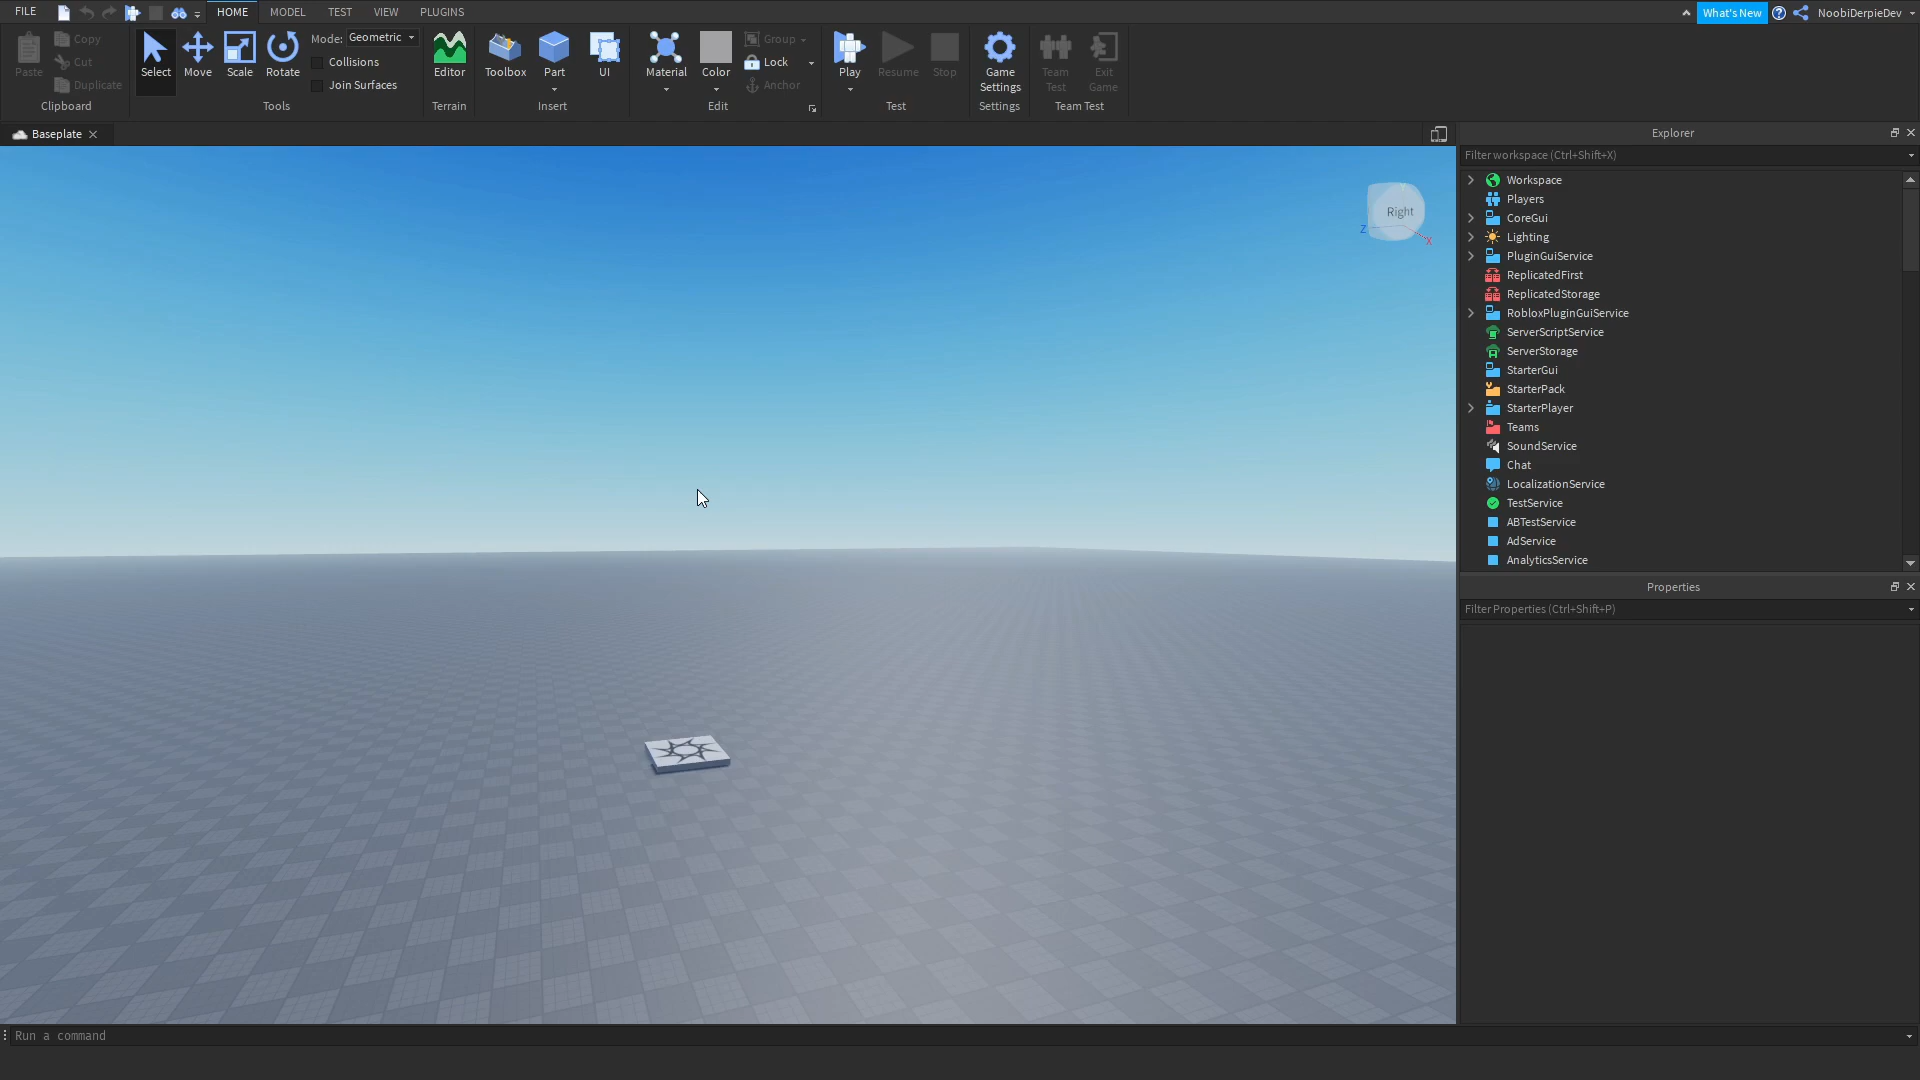 FILE HOME MODEL TEST VIEW PLUGINS What's New NoobiDerpieDev
Paste Copy Cut Duplicate Clipboard
Select Move Scale Rotate Mode: Geometric Collisions Join Surfaces Tools
Editor Terrain
Toolbox Part UI Insert
Material Color Group Lock Anchor Edit
Play Resume Stop Test
Game Settings Settings
Team Test Exit Game Team Test
Baseplate
Right
Z X
Explorer
Filter workspace (Ctrl+Shift+X)
Workspace
Players
CoreGui
Lighting
PluginGuiService
ReplicatedFirst
ReplicatedStorage
RobloxPluginGuiService
ServerScriptService
ServerStorage
StarterGui
StarterPack
StarterPlayer
Teams
SoundService
Chat
LocalizationService
TestService
ABTestService
AdService
AnalyticsService
Properties
Filter Properties (Ctrl+Shift+P)
Run a command